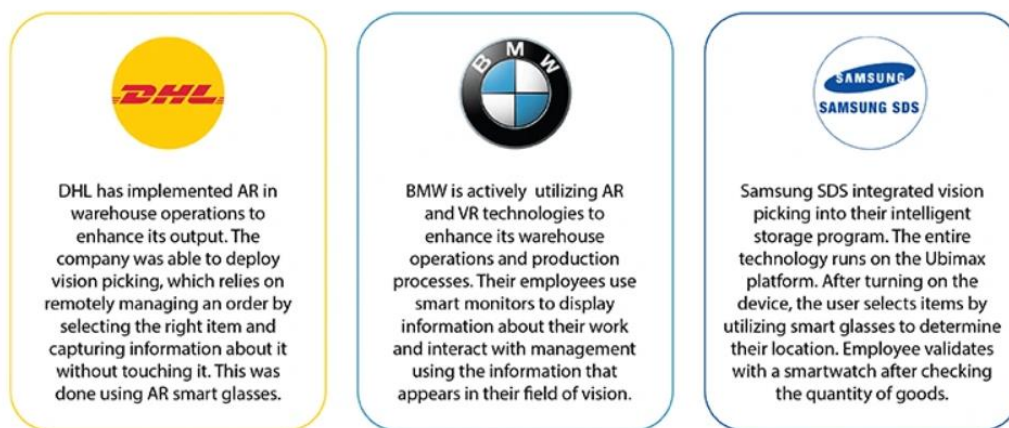 DHL
DHL has implemented AR in
warehouse operations to
enhance its output. The
company was able to deploy
vision picking, which relies on
remotely managing an order by
selecting the right item and
capturing information about it
without touching it. This was
done using AR smart glasses.
BMW
BMW is actively utilizing AR
and VR technologies to
enhance its warehouse
operations and production
processes. Their employees use
smart monitors to display
information about their work
and interact with management
using the information that
appears in their field of vision.
SAMSUNG
SAMSUNG SDS
Samsung SDS integrated vision
picking into their intelligent
storage program. The entire
technology runs on the Ubimax
platform. After turning on the
device, the user selects items by
utilizing smart glasses to determine
their location. Employee validates
with a smartwatch after checking
the quantity of goods.